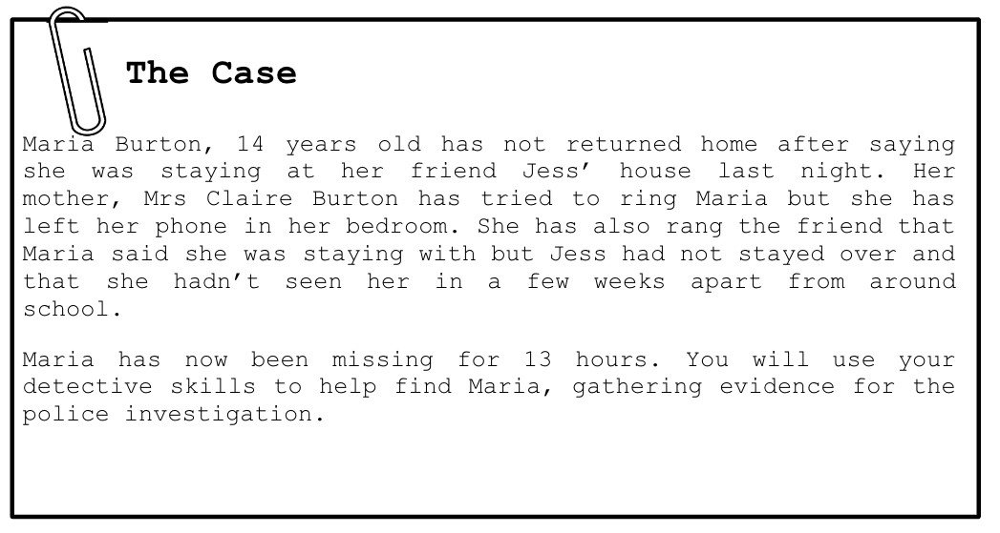 The Case
Maria Burton, 14 years old has not returned home after saying
she was staying at her friend Jess’ house last night. Her
mother, Mrs Claire Burton has tried to ring Maria but she has
left her phone in her bedroom. She has also rang the friend that
Maria said she was staying with but Jess had not stayed over and
that she hadn’t seen her in a few weeks apart from around
school.
Maria has now been missing for 13 hours. You will use your
detective skills to help find Maria, gathering evidence for the
police investigation.